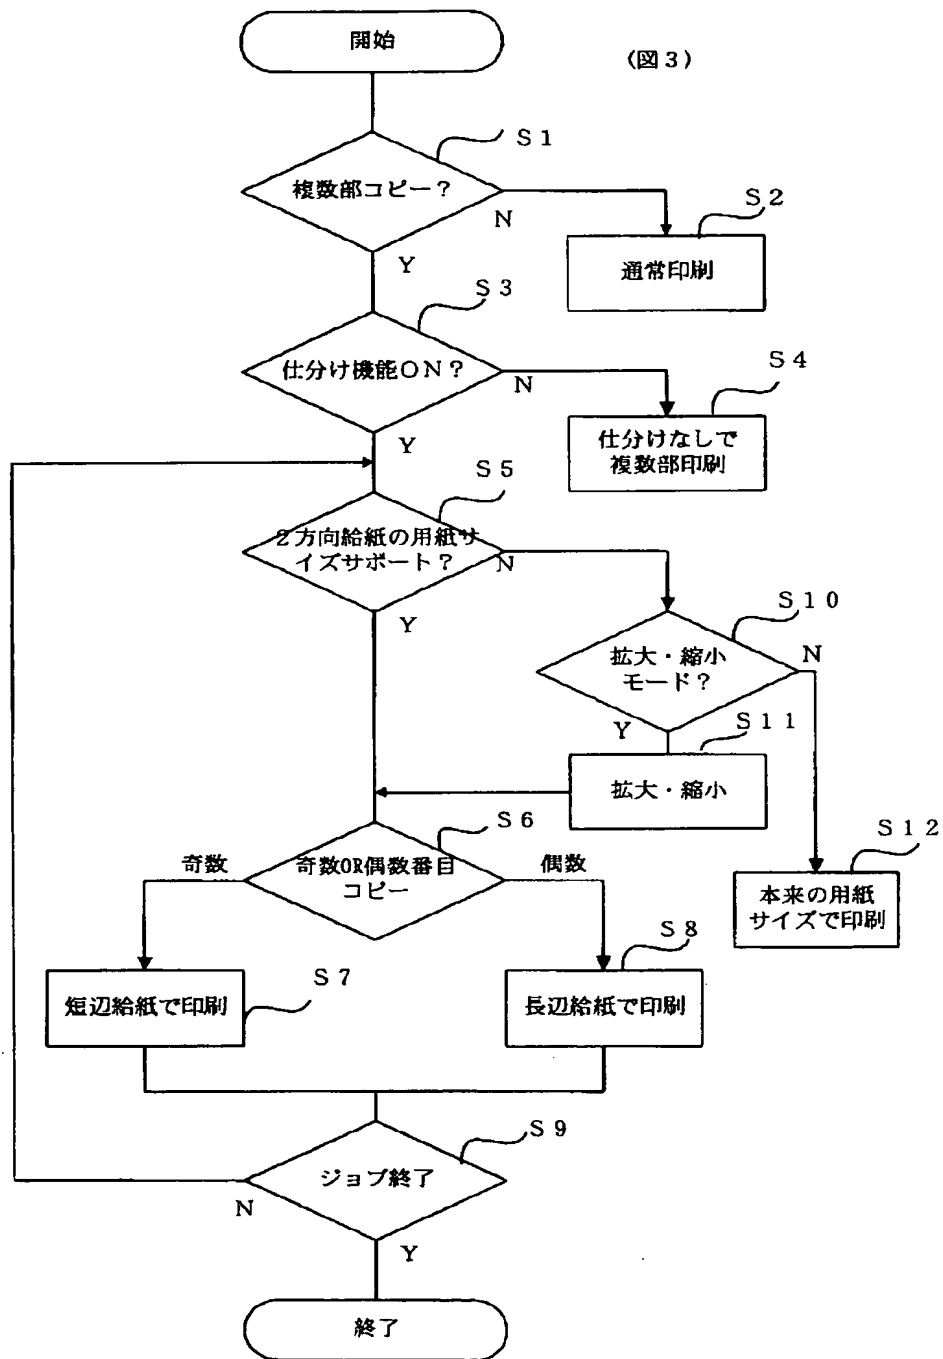 開始
(図3)
S1
複数部コピー?
N
S2
通常印刷
Y
S3
仕分け機能ON?
N
S4
仕分けなしで
複数部印刷
Y
S5
2方向給紙の用紙サ
イズサポート?
N
Y
S10
拡大・縮小
モード?
N
Y
S11
拡大・縮小
S6
奇数
奇数OR偶数番目
コピー
偶数
S12
本来の用紙
サイズで印刷
S7
短辺給紙で印刷
S8
長辺給紙で印刷
S9
ジョブ終了
N
Y
終了